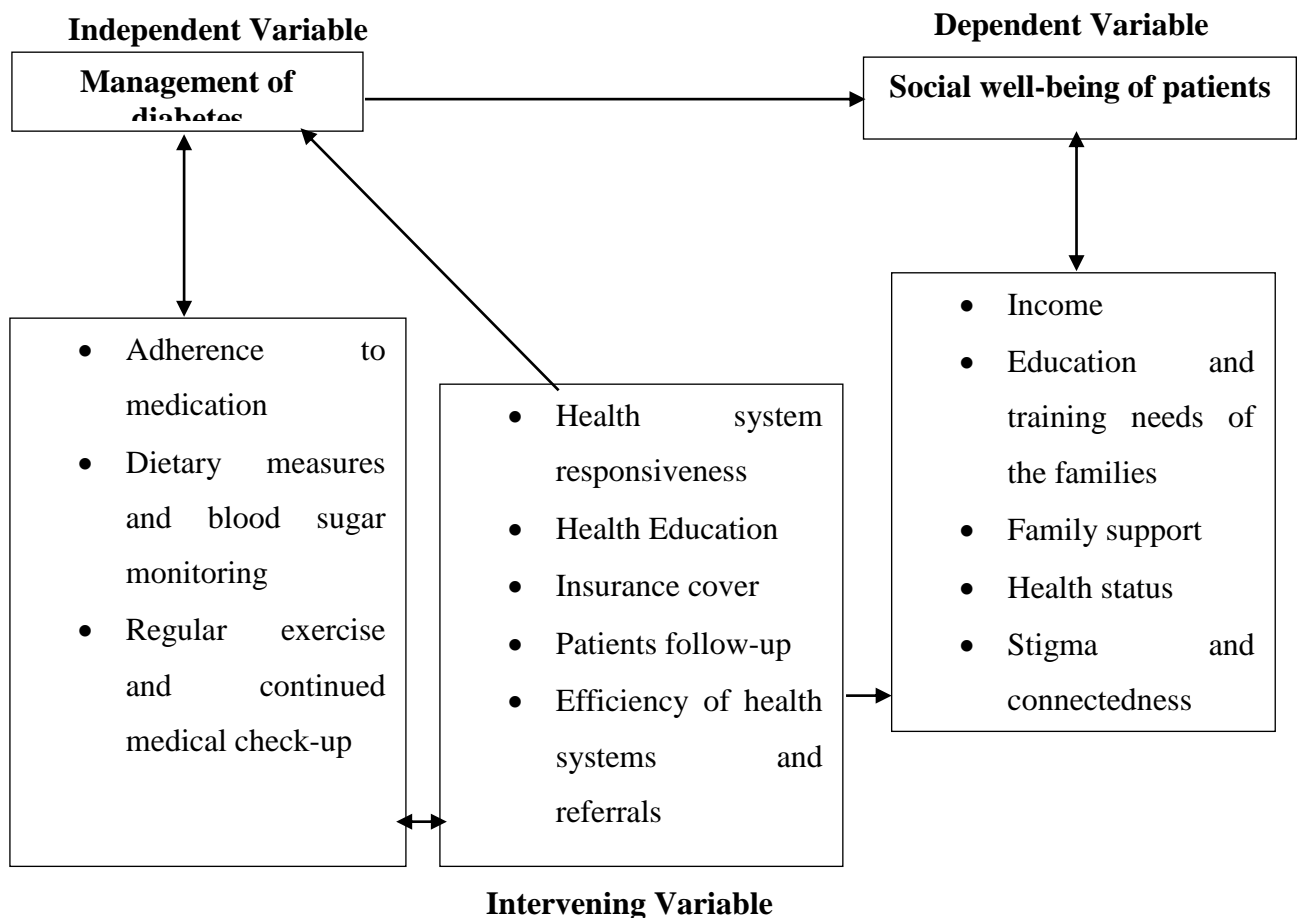 Independent Variable
Dependent Variable
Management of
diabetes
Social well-being of patients
• Adherence to
medication
• Dietary measures
and blood sugar
monitoring
• Regular exercise
and continued
medical check-up
• Health system
responsiveness
• Health Education
• Insurance cover
• Patients follow-up
• Efficiency of health
systems and
referrals
• Income
• Education and
training needs of
the families
• Family support
• Health status
• Stigma and
connectedness
Intervening Variable